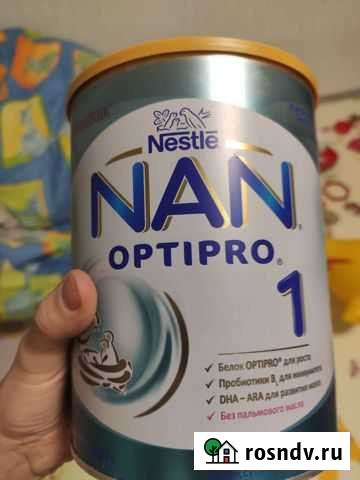 Nestlé
NAN
OPTIPRO®
1
✓ Белок OPTIPRO® для роста
✓ Пробиотики BL для иммунитета
✓ DHA – ARA для развития мозга
✓ Без пальмового масла
rosndv.ru